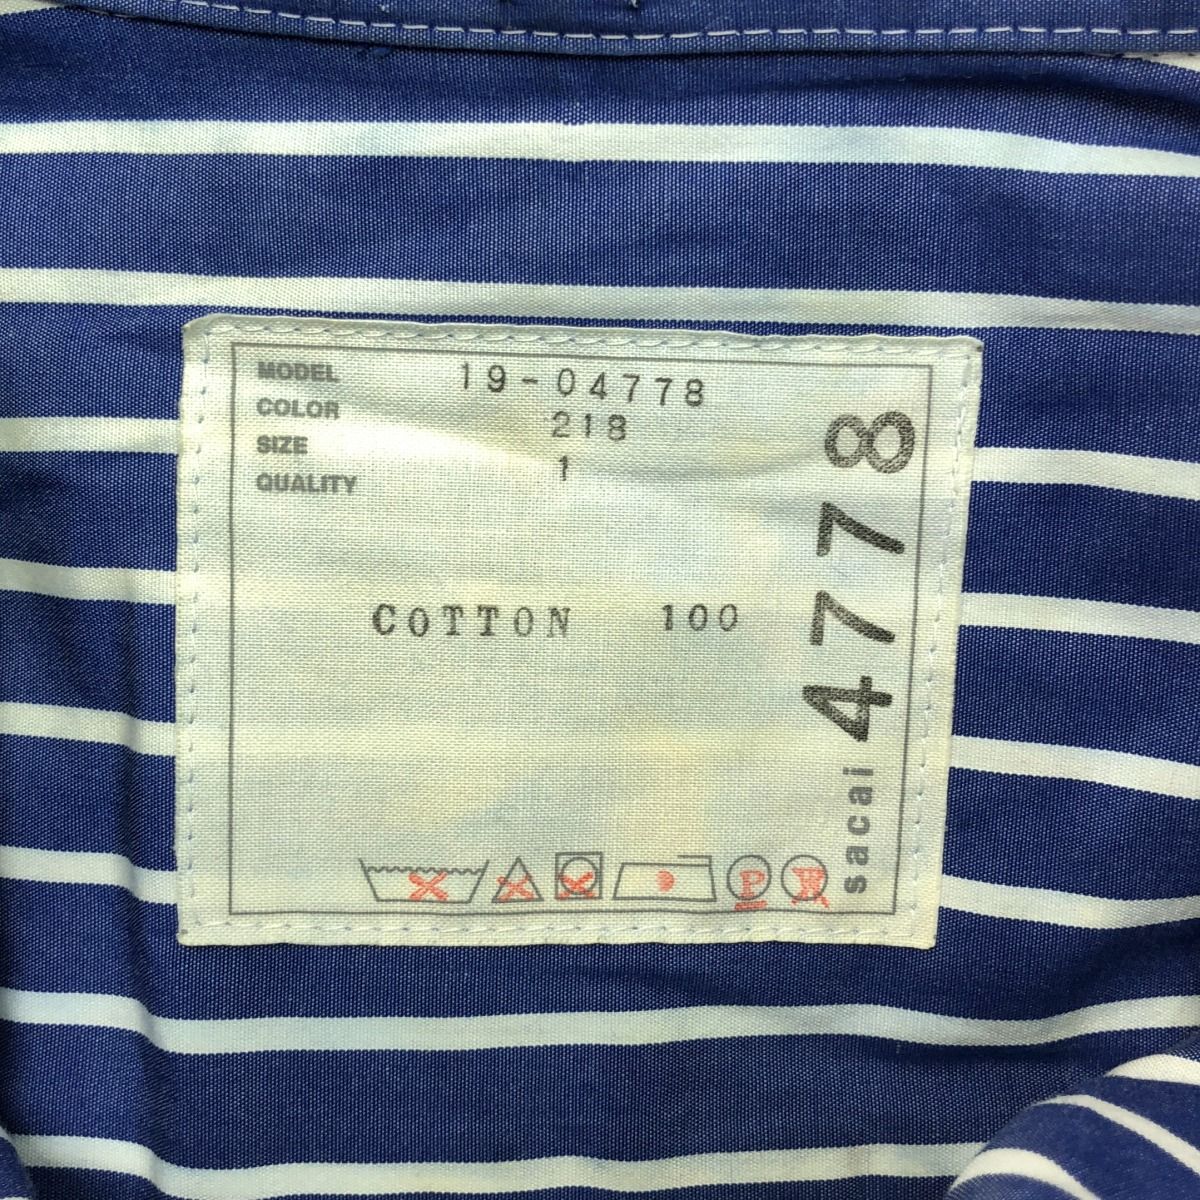 MODEL 19-04778
COLOR 218
SIZE 1
QUALITY
COTTON 100
sacai 4778
P